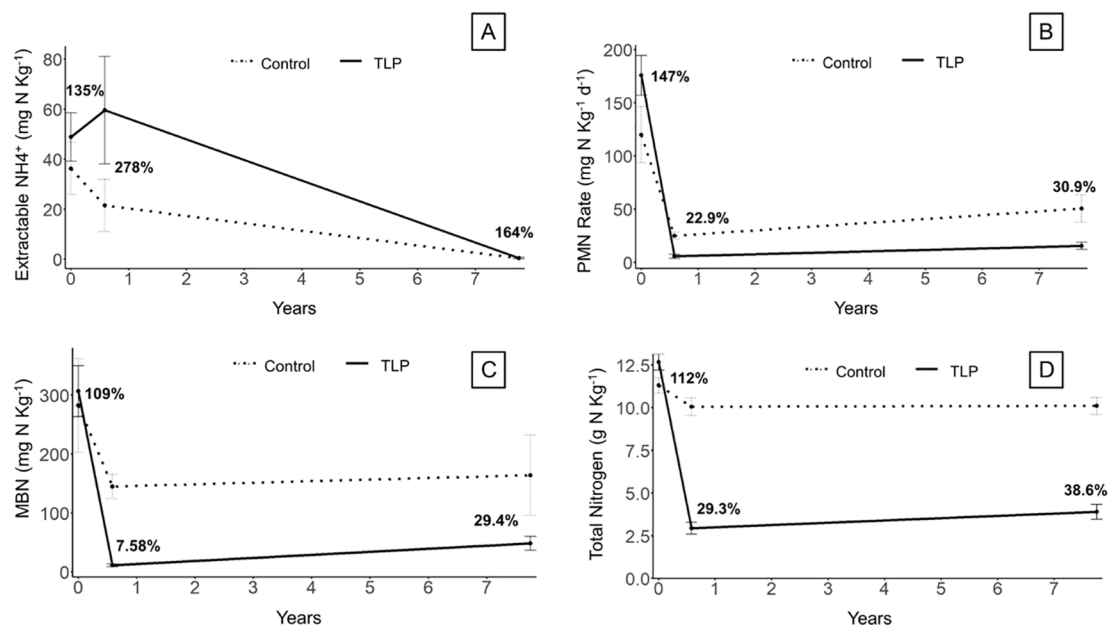 A
Extractable NH4⁺ (mg N Kg⁻¹)
80
60
40
20
0
Control TLP
135%
278%
164%
0 1 2 3 4 5 6 7
Years
B
PMN Rate (mg N Kg⁻¹ d⁻¹)
200
150
100
50
0
Control TLP
147%
22.9%
30.9%
0 1 2 3 4 5 6 7
Years
C
MBN (mg N Kg⁻¹)
300
200
100
0
Control TLP
109%
7.58%
29.4%
0 1 2 3 4 5 6 7
Years
D
Total Nitrogen (g N Kg⁻¹)
12.5
10.0
7.5
5.0
2.5
0.0
Control TLP
112%
29.3%
38.6%
0 1 2 3 4 5 6 7
Years